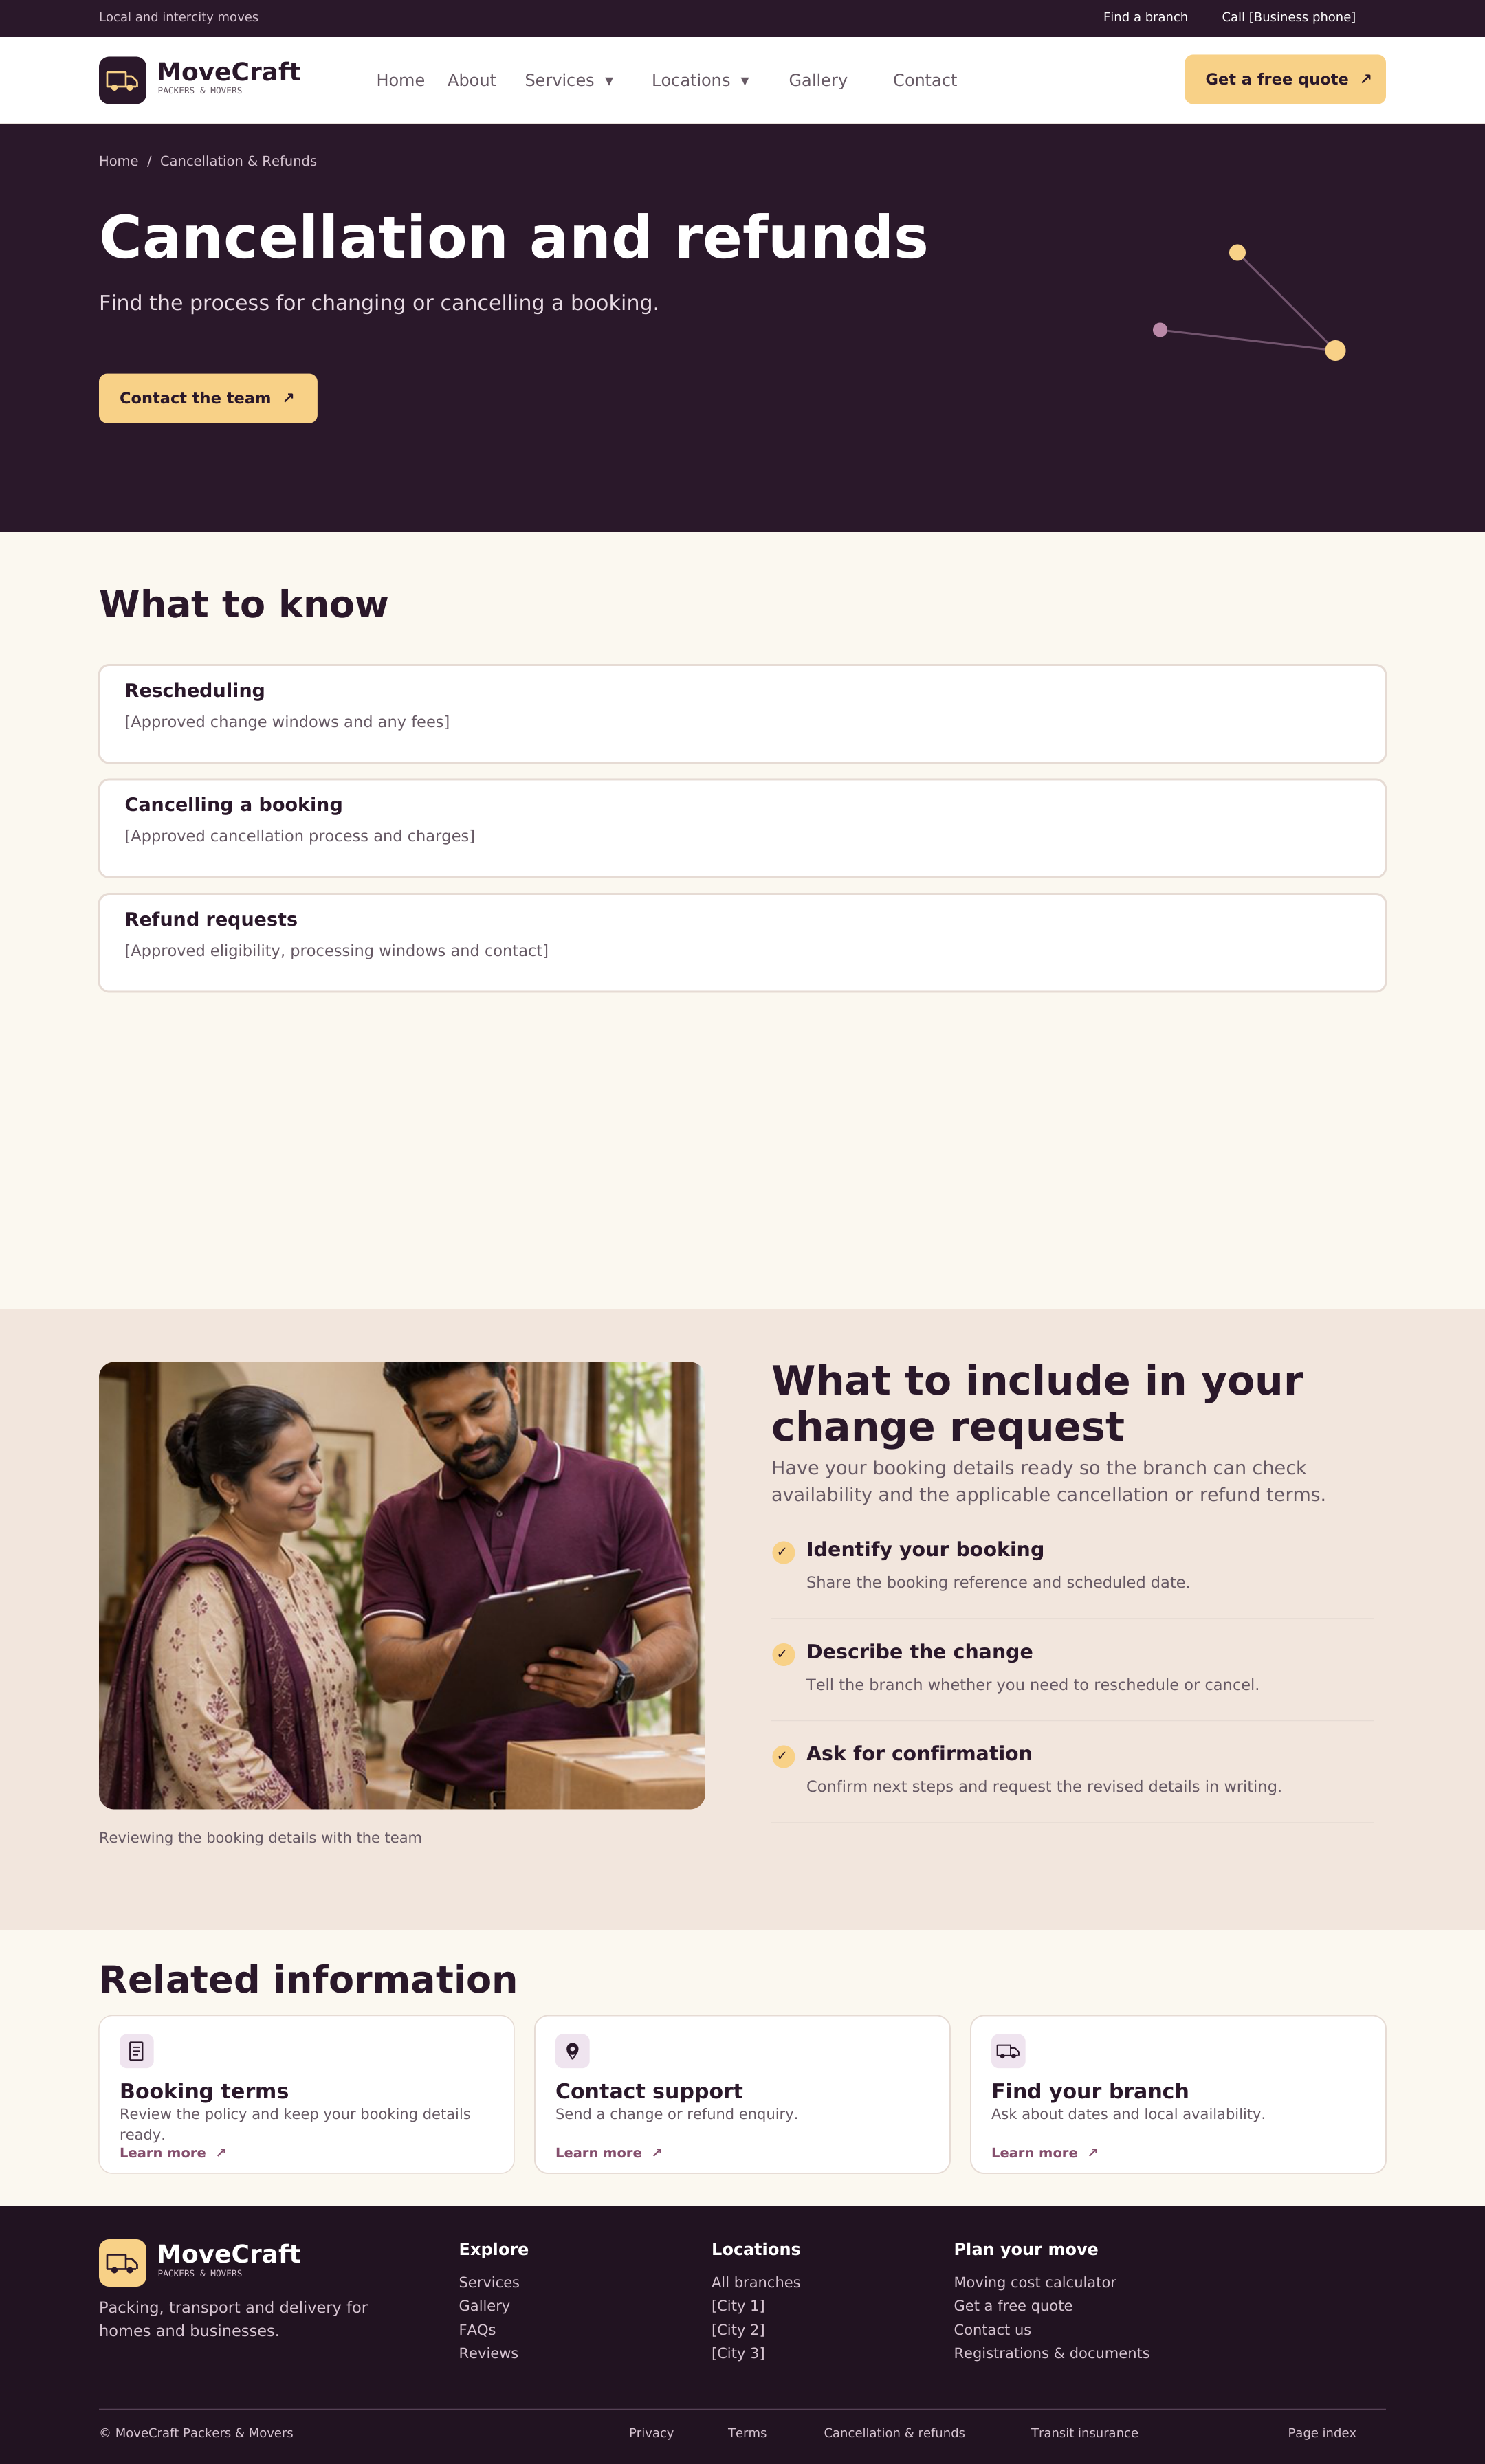 Local and intercity moves
Find a branch
Call [Business phone]
MoveCraft
PACKERS & MOVERS
Home
About
Services ▾
Locations ▾
Gallery
Contact
Get a free quote ↗
Home / Cancellation & Refunds
Cancellation and refunds
Find the process for changing or cancelling a booking.
Contact the team ↗
What to know
Rescheduling
[Approved change windows and any fees]
Cancelling a booking
[Approved cancellation process and charges]
Refund requests
[Approved eligibility, processing windows and contact]
Reviewing the booking details with the team
What to include in your
change request
Have your booking details ready so the branch can check
availability and the applicable cancellation or refund terms.
✓ Identify your booking
Share the booking reference and scheduled date.
✓ Describe the change
Tell the branch whether you need to reschedule or cancel.
✓ Ask for confirmation
Confirm next steps and request the revised details in writing.
Related information
Booking terms
Review the policy and keep your booking details
ready.
Learn more ↗
Contact support
Send a change or refund enquiry.
Learn more ↗
Find your branch
Ask about dates and local availability.
Learn more ↗
MoveCraft
PACKERS & MOVERS
Packing, transport and delivery for
homes and businesses.
Explore
Services
Gallery
FAQs
Reviews
Locations
All branches
[City 1]
[City 2]
[City 3]
Plan your move
Moving cost calculator
Get a free quote
Contact us
Registrations & documents
© MoveCraft Packers & Movers
Privacy
Terms
Cancellation & refunds
Transit insurance
Page index